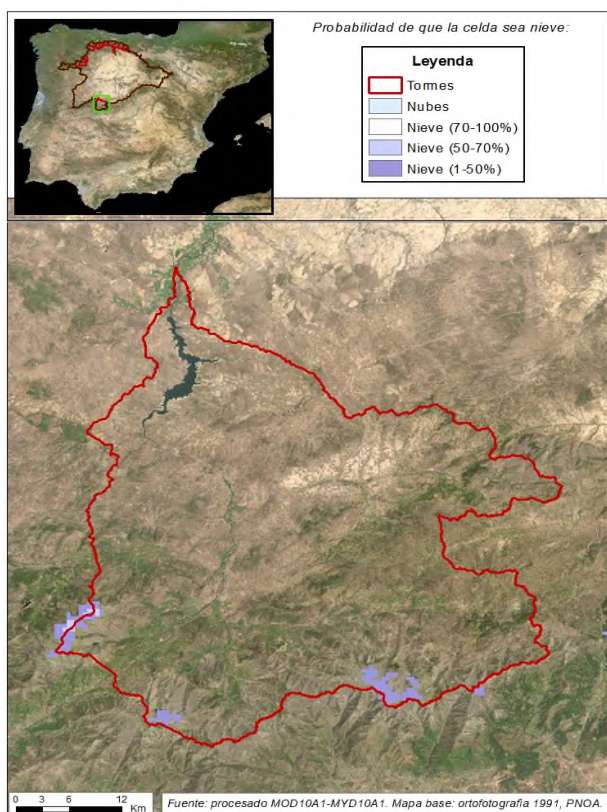 Probabilidad de que la celda sea nieve:
Leyenda
Tormes
Nubes
Nieve (70-100%)
Nieve (50-70%)
Nieve (1-50%)
0 3 6 12
Km
Fuente: procesado MOD10A1-MYD10A1. Mapa base: ortofotografia 1991, PNOA